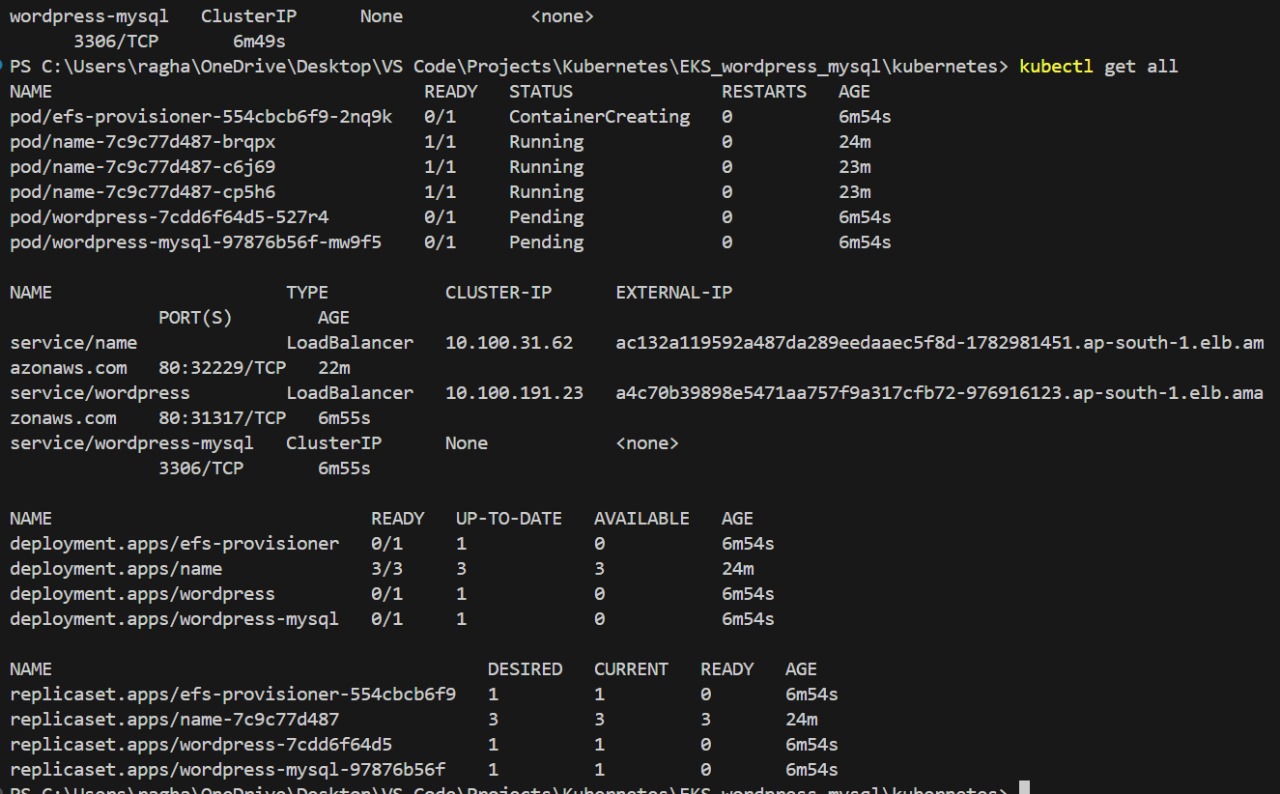 wordpress-mysql   ClusterIP      None            <none>
      3306/TCP       6m49s
PS C:\Users\ragha\OneDrive\Desktop\VS Code\Projects\Kubernetes\EKS_wordpress_mysql\kubernetes> kubectl get all
NAME                                   READY   STATUS              RESTARTS   AGE
pod/efs-provisioner-554cbcb6f9-2nq9k   0/1     ContainerCreating   0          6m54s
pod/name-7c9c77d487-brqpx              1/1     Running             0          24m
pod/name-7c9c77d487-c6j69              1/1     Running             0          23m
pod/name-7c9c77d487-cp5h6              1/1     Running             0          23m
pod/wordpress-7cdd6f64d5-527r4         0/1     Pending             0          6m54s
pod/wordpress-mysql-97876b56f-mw9f5    0/1     Pending             0          6m54s
NAME                      TYPE           CLUSTER-IP      EXTERNAL-IP
              PORT(S)        AGE
service/name              LoadBalancer   10.100.31.62    ac132a119592a487da289eedaaec5f8d-1782981451.ap-south-1.elb.am
azonaws.com   80:32229/TCP   22m
service/wordpress         LoadBalancer   10.100.191.23   a4c70b39898e5471aa757f9a317cfb72-976916123.ap-south-1.elb.ama
zonaws.com    80:31317/TCP   6m55s
service/wordpress-mysql   ClusterIP      None            <none>
              3306/TCP       6m55s
NAME                              READY   UP-TO-DATE   AVAILABLE   AGE
deployment.apps/efs-provisioner   0/1     1            0           6m54s
deployment.apps/name              3/3     3            3           24m
deployment.apps/wordpress         0/1     1            0           6m54s
deployment.apps/wordpress-mysql   0/1     1            0           6m54s
NAME                                         DESIRED   CURRENT   READY   AGE
replicaset.apps/efs-provisioner-554cbcb6f9   1         1         0       6m54s
replicaset.apps/name-7c9c77d487              3         3         3       24m
replicaset.apps/wordpress-7cdd6f64d5         1         1         0       6m54s
replicaset.apps/wordpress-mysql-97876b56f    1         1         0       6m54s
PS C:\Users\ragha\OneDrive\Desktop\VS Code\Projects\Kubernetes\EKS_wordpress_mysql\kubernetes>